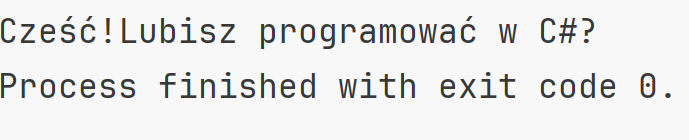 Cześć!Lubisz programować w C#?
Process finished with exit code 0.